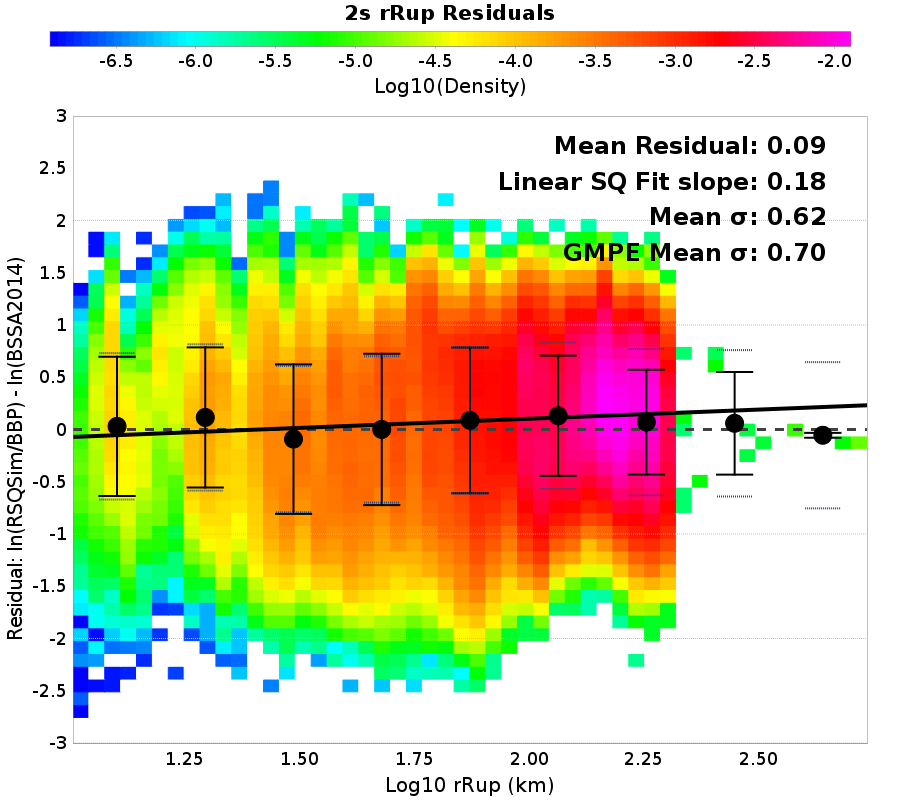 2s rRup Residuals
-6.5 -6.0 -5.5 -5.0 -4.5 -4.0 -3.5 -3.0 -2.5 -2.0
Log10(Density)
Mean Residual: 0.09
Linear SQ Fit slope: 0.18
Mean σ: 0.62
GMPE Mean σ: 0.70
Residual: ln(RSQSim/BBP) - ln(BSSA2014)
3
2.5
2
1.5
1
0.5
0
-0.5
-1
-1.5
-2
-2.5
-3
1.25 1.50 1.75 2.00 2.25 2.50
Log10 rRup (km)